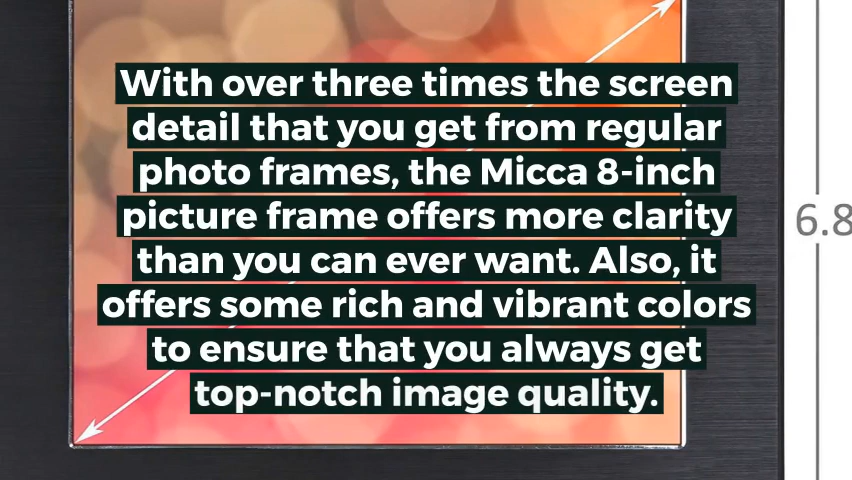 With over three times the screen
detail that you get from regular
photo frames, the Micca 8-inch
picture frame offers more clarity
than you can ever want. Also, it
offers some rich and vibrant colors
to ensure that you always get
top-notch image quality.
6.8